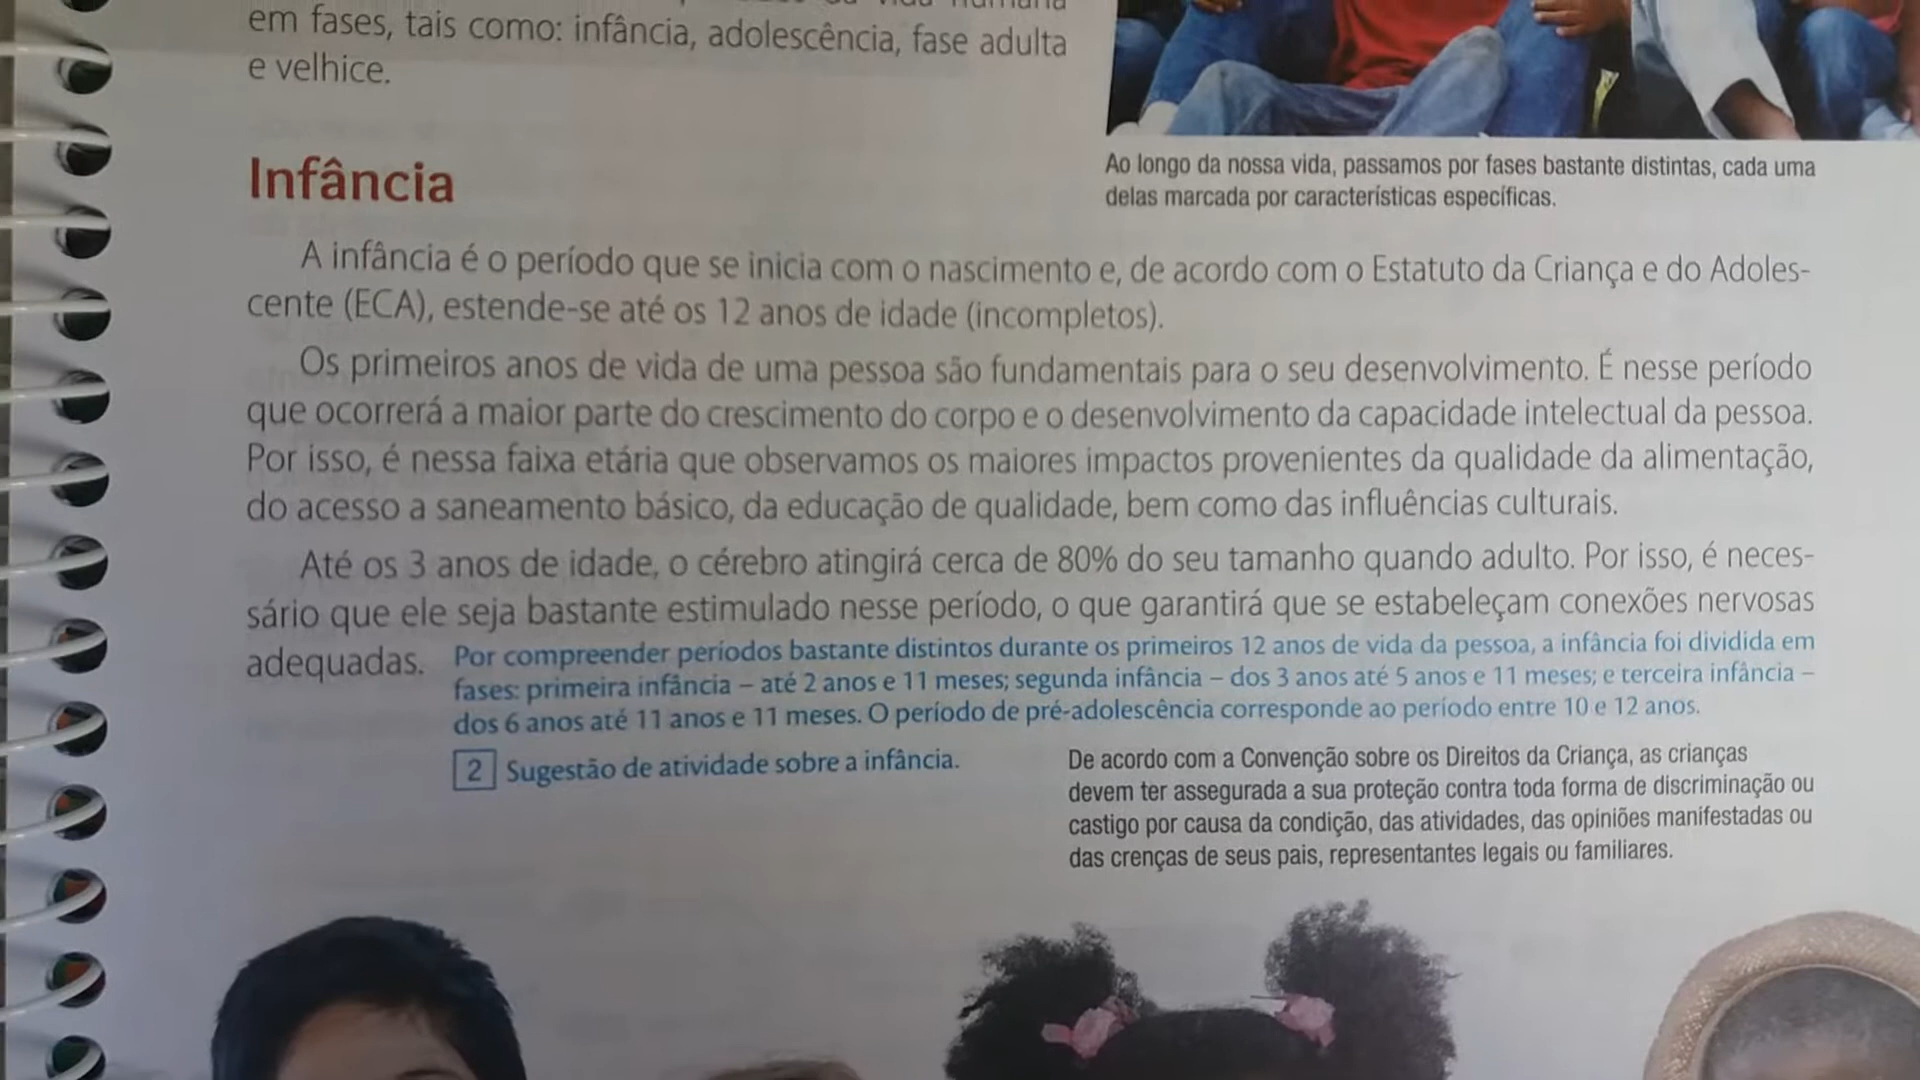 em fases, tais como: infância, adolescência, fase adulta
e velhice.
Ao longo da nossa vida, passamos por fases bastante distintas, cada uma
delas marcada por características específicas.
Infância
A infância é o período que se inicia com o nascimento e, de acordo com o Estatuto da Criança e do Adoles-
cente (ECA), estende-se até os 12 anos de idade (incompletos).
Os primeiros anos de vida de uma pessoa são fundamentais para o seu desenvolvimento. É nesse período
que ocorrerá a maior parte do crescimento do corpo e o desenvolvimento da capacidade intelectual da pessoa.
Por isso, é nessa faixa etária que observamos os maiores impactos provenientes da qualidade da alimentação,
do acesso a saneamento básico, da educação de qualidade, bem como das influências culturais.
Até os 3 anos de idade, o cérebro atingirá cerca de 80% do seu tamanho quando adulto. Por isso, é neces-
sário que ele seja bastante estimulado nesse período, o que garantirá que se estabeleçam conexões nervosas
adequadas.
Por compreender períodos bastante distintos durante os primeiros 12 anos de vida da pessoa, a infância foi dividida em
fases: primeira infância – até 2 anos e 11 meses; segunda infância – dos 3 anos até 5 anos e 11 meses; e terceira infância –
dos 6 anos até 11 anos e 11 meses. O período de pré-adolescência corresponde ao período entre 10 e 12 anos.
2 Sugestão de atividade sobre a infância.
De acordo com a Convenção sobre os Direitos da Criança, as crianças
devem ter assegurada a sua proteção contra toda forma de discriminação ou
castigo por causa da condição, das atividades, das opiniões manifestadas ou
das crenças de seus pais, representantes legais ou familiares.